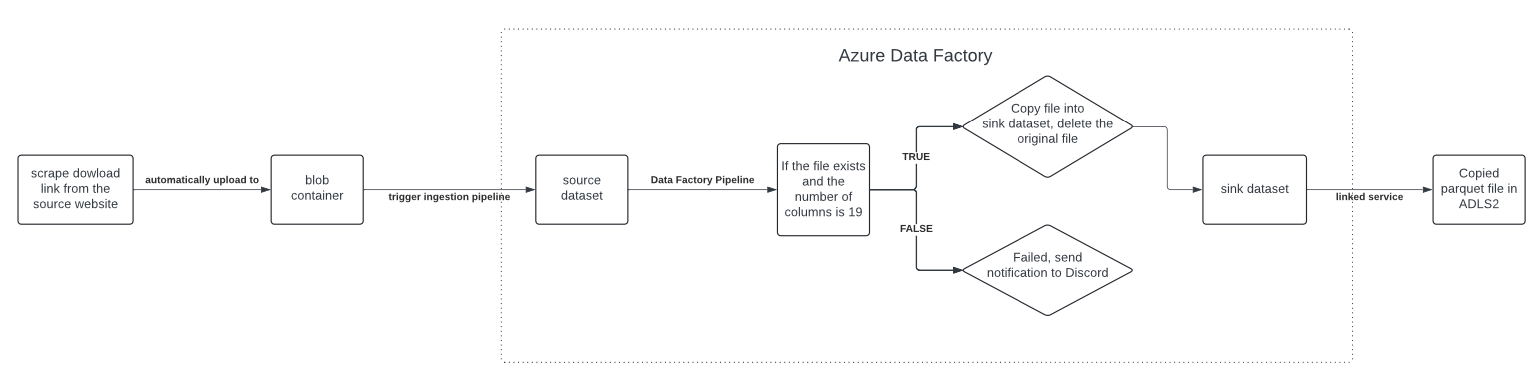 Azure Data Factory
scrape dowload
link from the
source website
automatically upload to
blob
container
trigger ingestion pipeline
source
dataset
Data Factory Pipeline
If the file exists
and the
number of
columns is 19
TRUE
Copy file into
sink dataset, delete the
original file
FALSE
Failed, send
notification to Discord
sink dataset
linked service
Copied
parquet file in
ADLS2